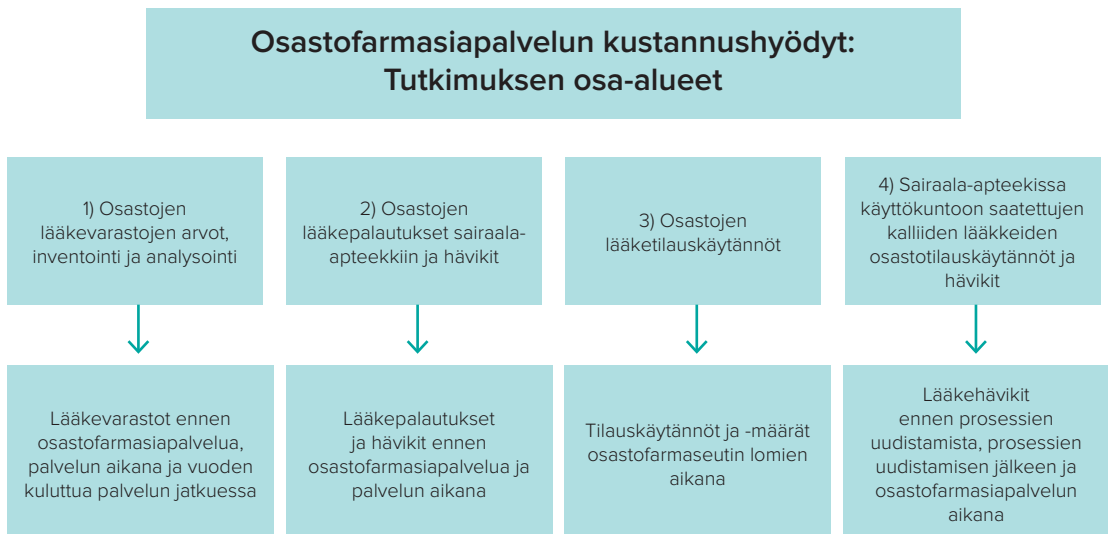 Osastofarmasiapalvelun kustannushyödyt:
Tutkimuksen osa-alueet
1) Osastojen
lääkevarastojen arvot,
inventointi ja analysointi
2) Osastojen
lääkepalautukset sairaala-
apteekkiin ja hävikit
3) Osastojen
lääketilauskäytännöt
4) Sairaala-apteekissa
käyttökuntoon saatettujen
kalliiden lääkkeiden
osastotilauskäytännöt ja
hävikit
Lääkevarastot ennen
osastofarmasiapalvelua,
palvelun aikana ja vuoden
kuluttua palvelun jatkuessa
Lääkepalautukset
ja hävikit ennen
osastofarmasiapalvelua ja
palvelun aikana
Tilauskäytännöt ja -määrät
osastofarmaseutin lomien
aikana
Lääkehävikit
ennen prosessien
uudistamista, prosessien
uudistamisen jälkeen ja
osastofarmasiapalvelun
aikana